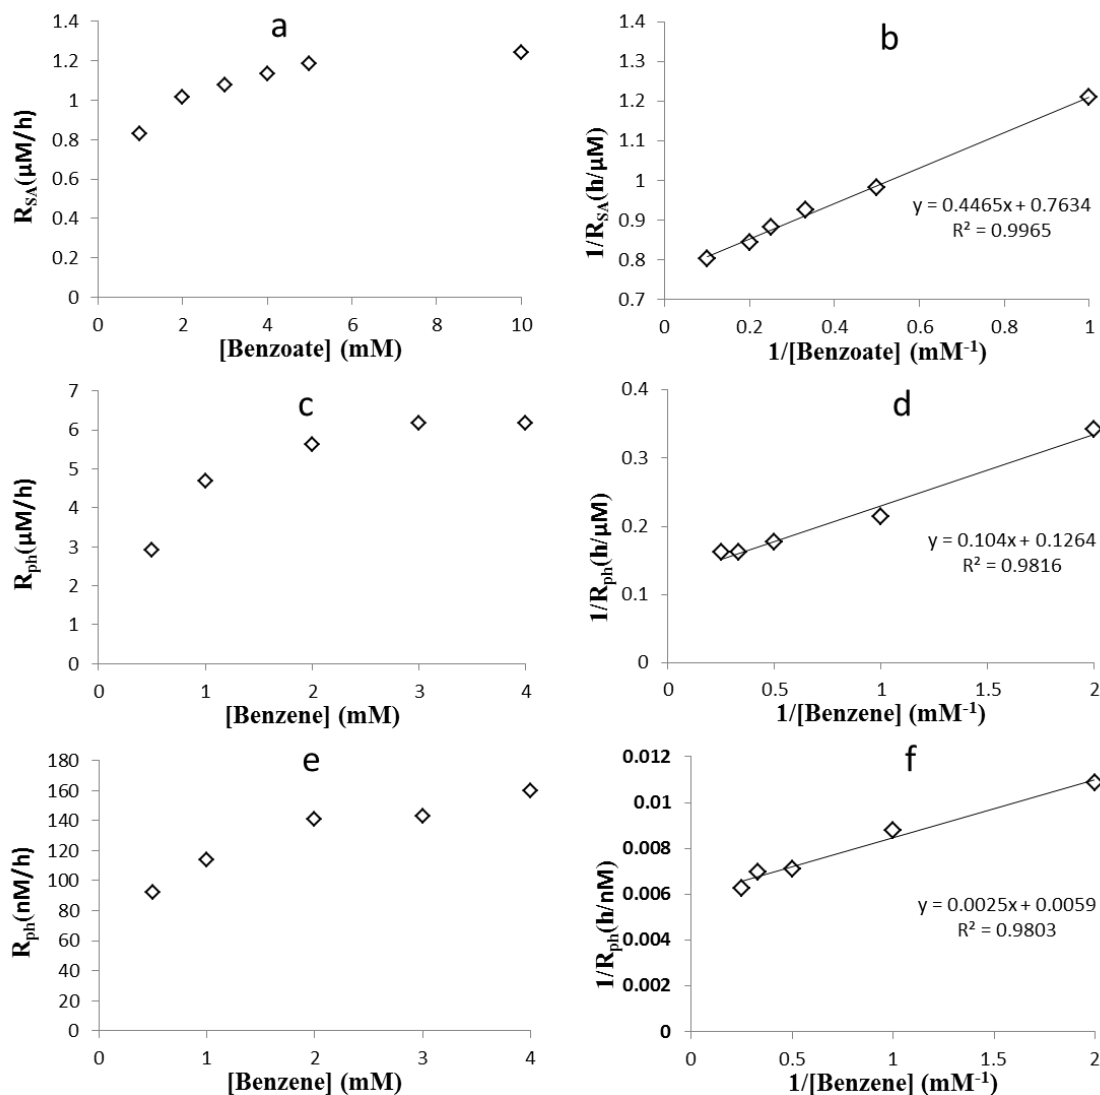 a
R_SA(µM/h)
1.4
1.2
1
0.8
0.6
0.4
0.2
0
0 2 4 6 8 10
[Benzoate] (mM)
b
1/R_SA(h/µM)
1.4
1.3
1.2
1.1
1
0.9
0.8
0.7
y = 0.4465x + 0.7634
R² = 0.9965
0 0.2 0.4 0.6 0.8 1
1/[Benzoate] (mM⁻¹)
c
R_ph(µM/h)
7
6
5
4
3
2
1
0
0 1 2 3 4
[Benzene] (mM)
d
1/R_ph(h/µM)
0.4
0.3
0.2
0.1
0
y = 0.104x + 0.1264
R² = 0.9816
0 0.5 1 1.5 2
1/[Benzene] (mM⁻¹)
e
R_ph(nM/h)
180
160
140
120
100
80
60
40
20
0
0 1 2 3 4
[Benzene] (mM)
f
1/R_ph(h/nM)
0.012
0.01
0.008
0.006
0.004
0.002
0
y = 0.0025x + 0.0059
R² = 0.9803
0 0.5 1 1.5 2
1/[Benzene] (mM⁻¹)